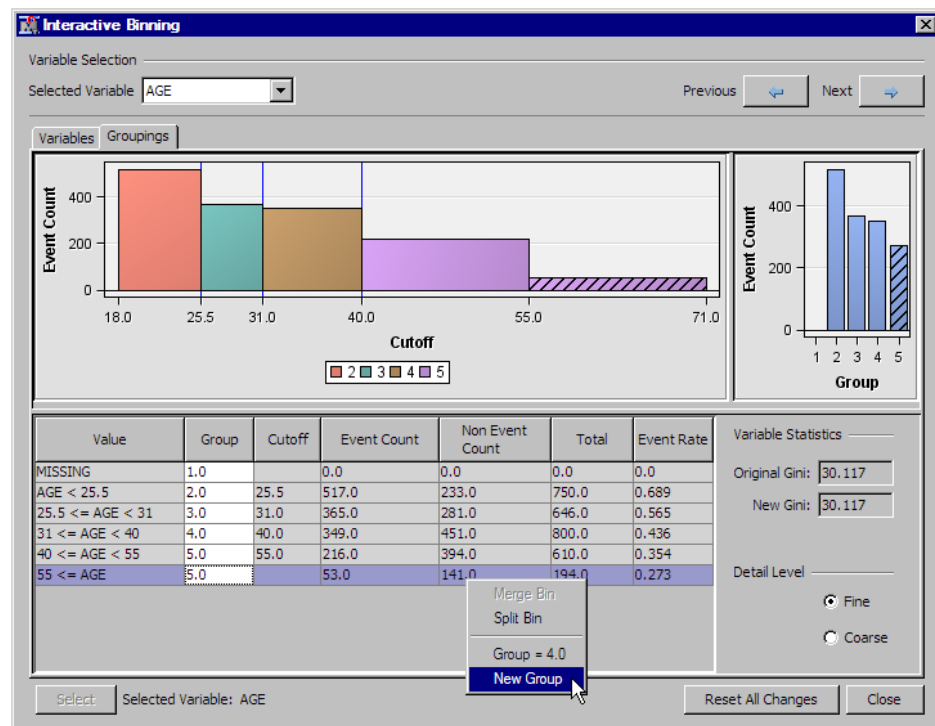 Interactive Binning
Variable Selection
Selected Variable AGE
Previous Next
Variables Groupings
Event Count
400
200
0
18.0 25.5 31.0 40.0 55.0 71.0
Cutoff
2 3 4 5
Event Count
400
200
0
1 2 3 4 5
Group
Value Group Cutoff Event Count Non Event Count Total Event Rate
MISSING 1.0 0.0 0.0 0.0 0.0
AGE < 25.5 2.0 25.5 517.0 233.0 750.0 0.689
25.5 <= AGE < 31 3.0 31.0 365.0 281.0 646.0 0.565
31 <= AGE < 40 4.0 40.0 349.0 451.0 800.0 0.436
40 <= AGE < 55 5.0 55.0 216.0 394.0 610.0 0.354
55 <= AGE 5.0 53.0 141.0 194.0 0.273
Merge Bin
Split Bin
Group = 4.0
New Group
Variable Statistics
Original Gini: 30.117
New Gini: 30.117
Detail Level
Fine
Coarse
Select Selected Variable: AGE
Reset All Changes Close